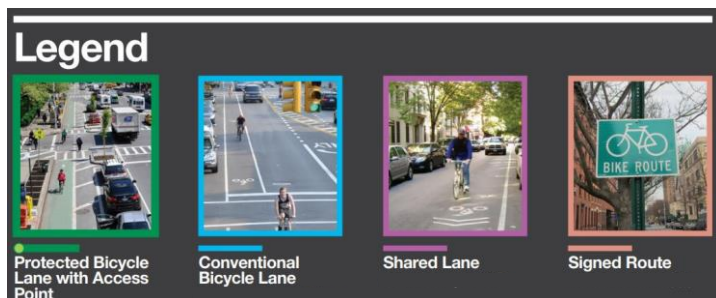 Legend
BIKE ROUTE
Protected Bicycle
Lane with Access
Point
Conventional
Bicycle Lane
Shared Lane
Signed Route